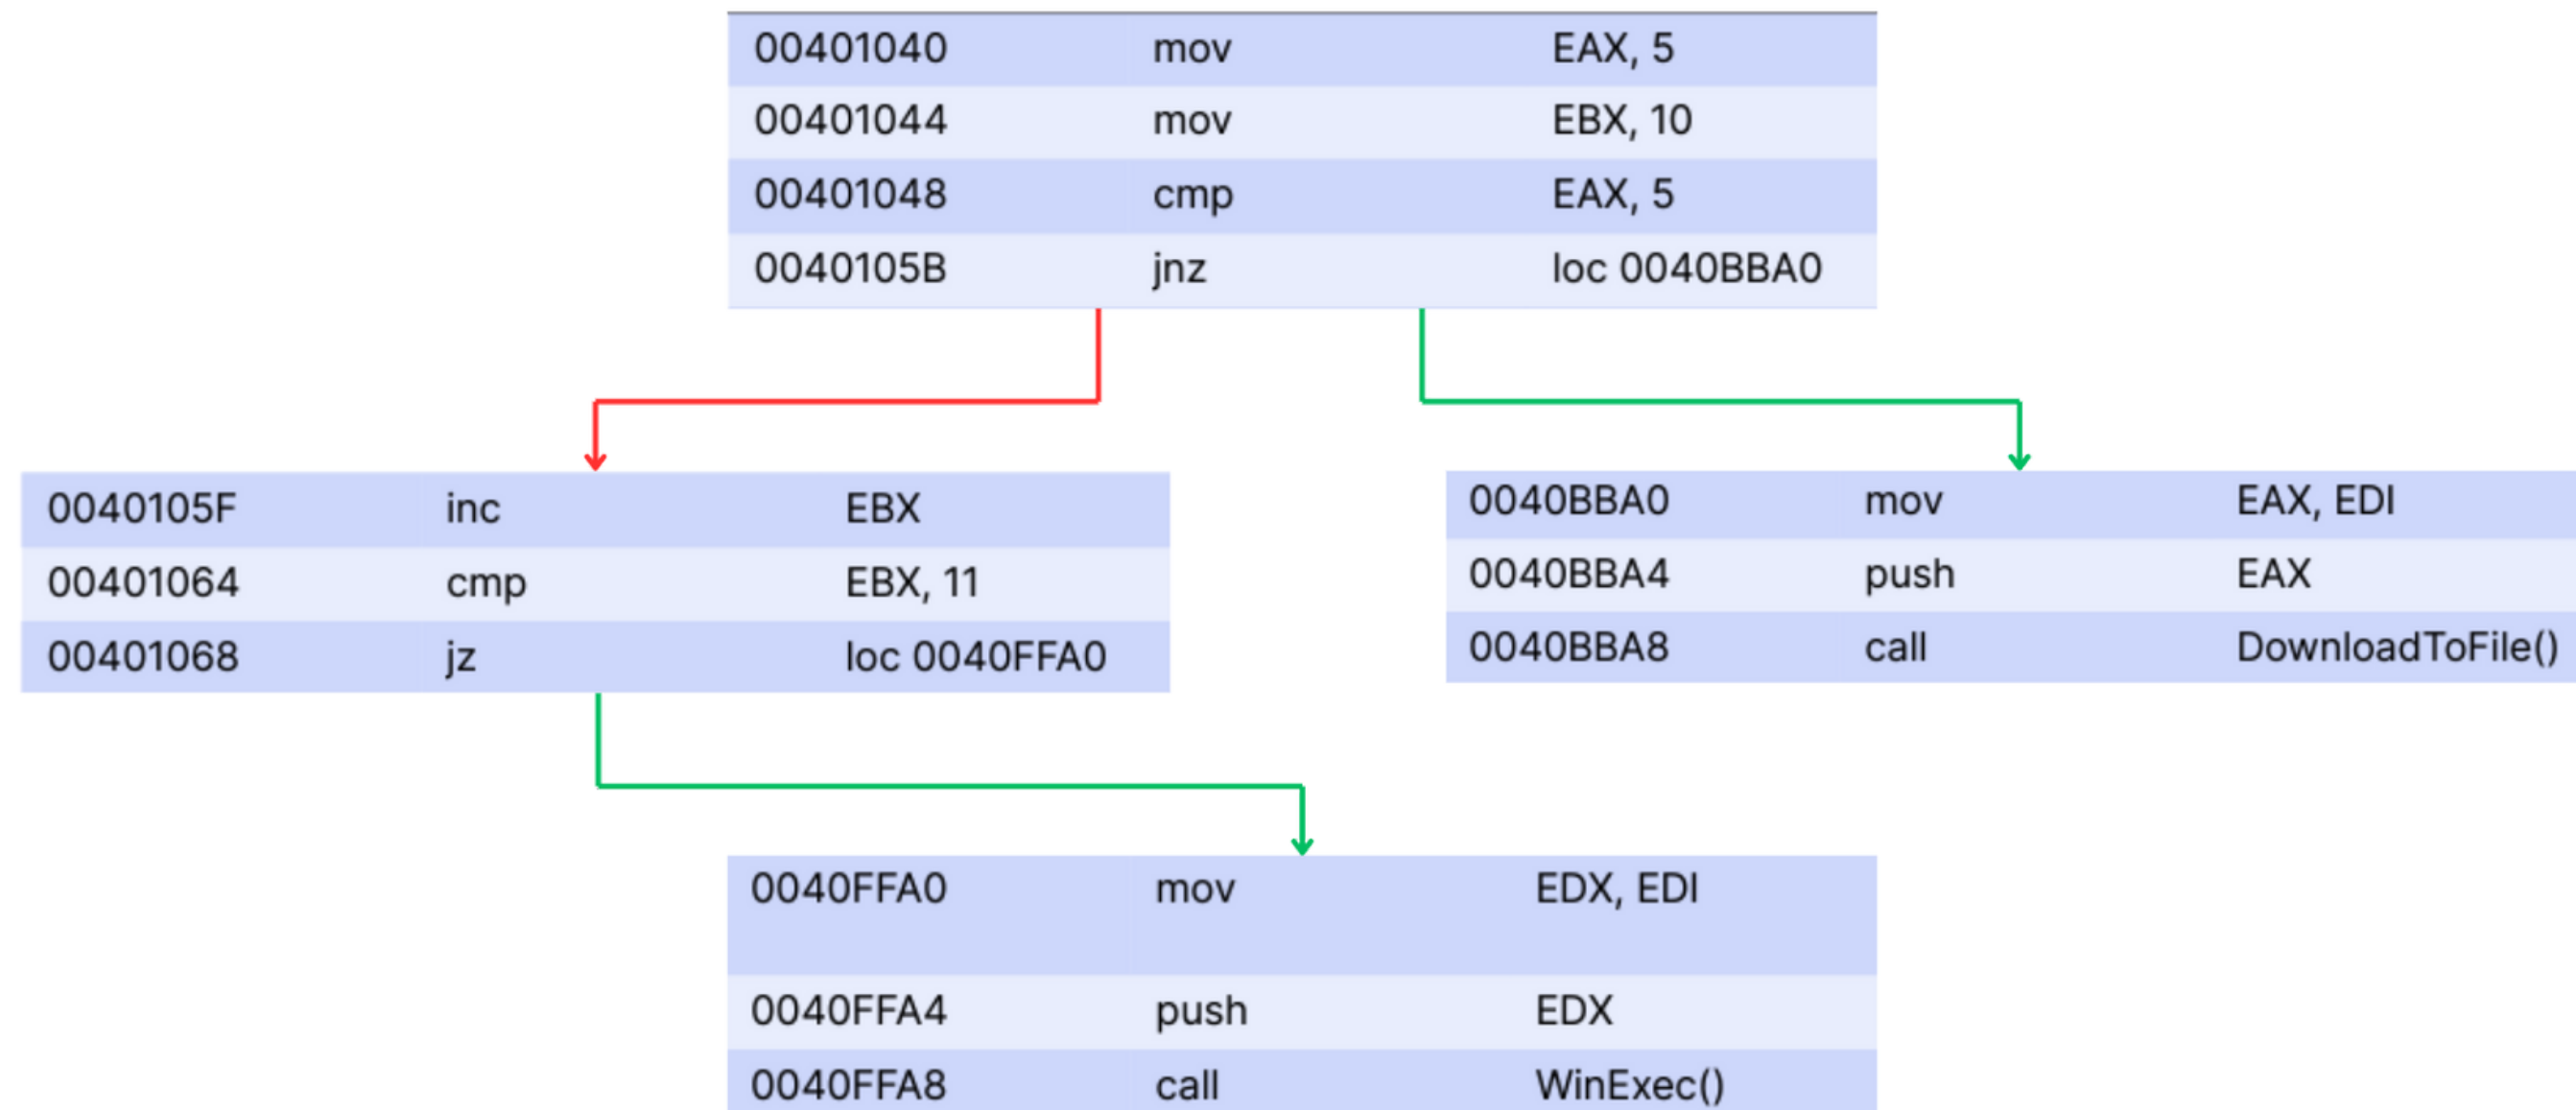 00401040 mov EAX, 5
00401044 mov EBX, 10
00401048 cmp EAX, 5
0040105B jnz loc 0040BBA0
0040105F inc EBX
00401064 cmp EBX, 11
00401068 jz loc 0040FFA0
0040BBA0 mov EAX, EDI
0040BBA4 push EAX
0040BBA8 call DownloadToFile()
0040FFA0 mov EDX, EDI
0040FFA4 push EDX
0040FFA8 call WinExec()